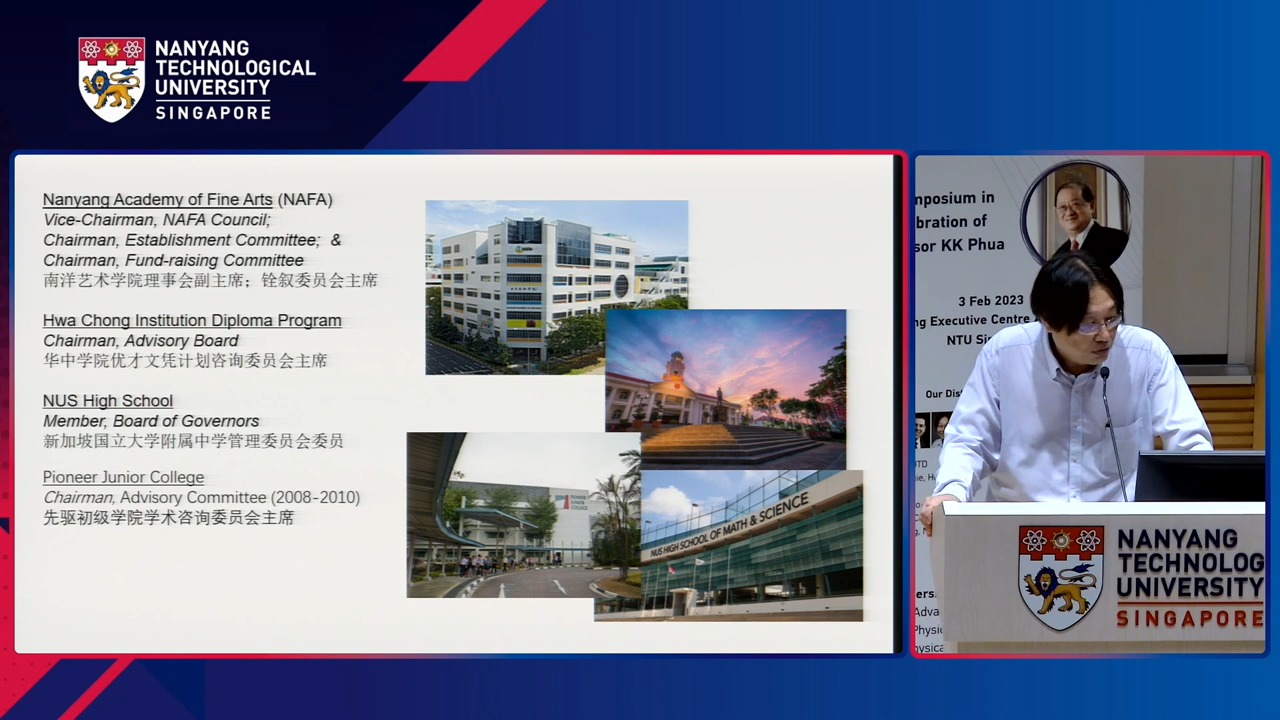 NANYANG
TECHNOLOGICAL
UNIVERSITY
SINGAPORE
Nanyang Academy of Fine Arts (NAFA)
Vice-Chairman, NAFA Council;
Chairman, Establishment Committee; &
Chairman, Fund-raising Committee
南洋艺术学院理事会副主席；铨叙委员会主席
Hwa Chong Institution Diploma Program
Chairman, Advisory Board
华中学院优才文凭计划咨询委员会主席
NUS High School
Member, Board of Governors
新加坡国立大学附属中学管理委员会委员
Pioneer Junior College
Chairman, Advisory Committee (2008-2010)
先驱初级学院学术咨询委员会主席
PIONEER
JUNIOR
COLLEGE
NUS HIGH SCHOOL OF MATH & SCIENCE
mposium in
bration of
sor KK Phua
3 Feb 2023
ng Executive Centre
NTU Si
Our Dis
NANYANG
TECHNOLOG
UNIVERSITY
SINGAPORE